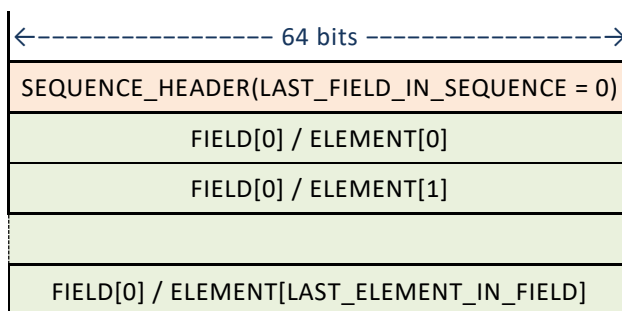 64 bits
SEQUENCE_HEADER(LAST_FIELD_IN_SEQUENCE = 0)
FIELD[0] / ELEMENT[0]
FIELD[0] / ELEMENT[1]
FIELD[0] / ELEMENT[LAST_ELEMENT_IN_FIELD]